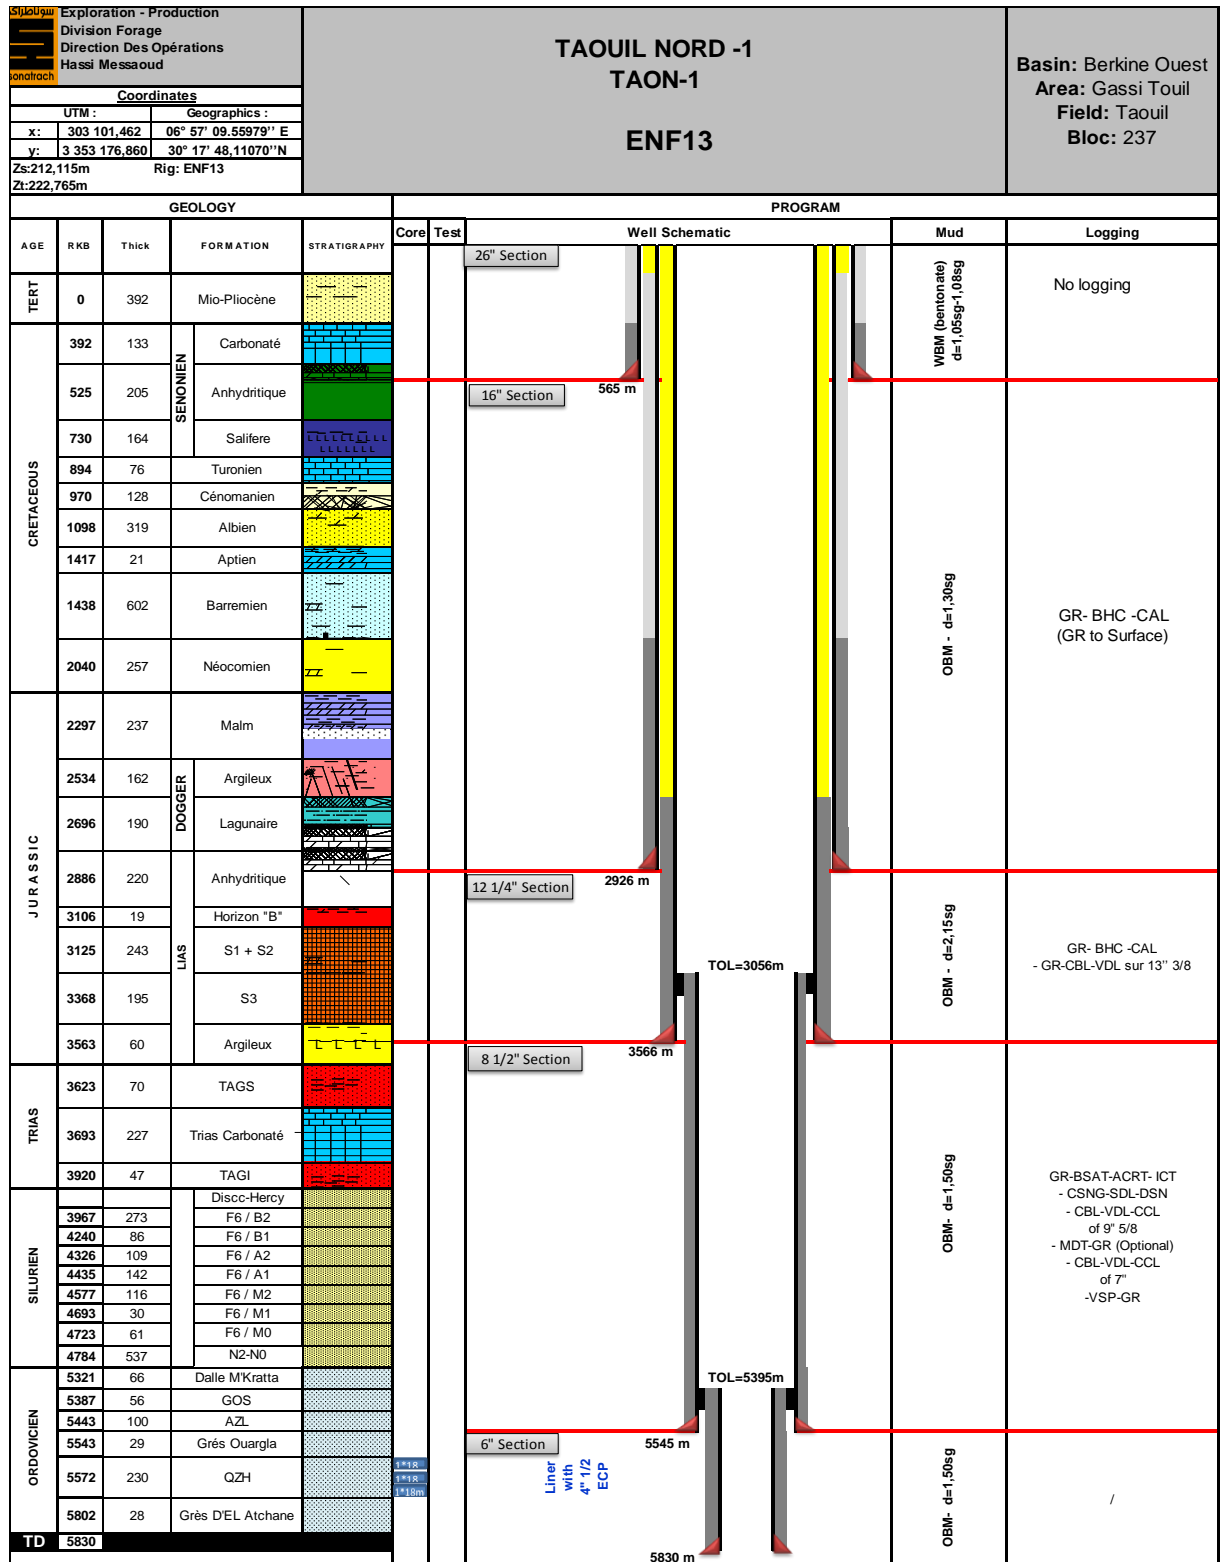 سوناطراك
sonatrach
Exploration - Production
Division Forage
Direction Des Opérations
Hassi Messaoud
Coordinates
UTM : Geographics :
x: 303 101,462 06° 57' 09.55979'' E
y: 3 353 176,860 30° 17' 48,11070''N
Zs:212,115m Rig: ENF13
Zt:222,765m
TAOUIL NORD -1
TAON-1
ENF13
Basin: Berkine Ouest
Area: Gassi Touil
Field: Taouil
Bloc: 237
GEOLOGY PROGRAM
AGE RKB Thick FORMATION STRATIGRAPHY Core Test Well Schematic Mud Logging
TERT
0 392 Mio-Pliocène
CRETACEOUS
SENONIEN
392 133 Carbonaté
525 205 Anhydritique
730 164 Salifere
894 76 Turonien
970 128 Cénomanien
1098 319 Albien
1417 21 Aptien
1438 602 Barremien
2040 257 Néocomien
JURASSIC
2297 237 Malm
DOGGER
2534 162 Argileux
2696 190 Lagunaire
LIAS
2886 220 Anhydritique
3106 19 Horizon "B"
3125 243 S1 + S2
3368 195 S3
3563 60 Argileux
TRIAS
3623 70 TAGS
3693 227 Trias Carbonaté
3920 47 TAGI
SILURIEN
Discc-Hercy
3967 273 F6 / B2
4240 86 F6 / B1
4326 109 F6 / A2
4435 142 F6 / A1
4577 116 F6 / M2
4693 30 F6 / M1
4723 61 F6 / M0
4784 537 N2-N0
ORDOVICIEN
5321 66 Dalle M'Kratta
5387 56 GOS
5443 100 AZL
5543 29 Grés Ouargla
5572 230 QZH
5802 28 Grès D'EL Atchane
TD 5830
1*18
1*18
1*18m
26" Section
565 m
16" Section
2926 m
12 1/4" Section
TOL=3056m
3566 m
8 1/2" Section
TOL=5395m
5545 m
6" Section
Liner
with
4" 1/2
ECP
5830 m
WBM (bentonate)
d=1,05sg-1,08sg
OBM - d=1,30sg
OBM - d=2,15sg
OBM- d=1,50sg
OBM- d=1,50sg
No logging
GR- BHC -CAL
(GR to Surface)
GR- BHC -CAL
- GR-CBL-VDL sur 13'' 3/8
GR-BSAT-ACRT- ICT
- CSNG-SDL-DSN
- CBL-VDL-CCL
of 9" 5/8
- MDT-GR (Optional)
- CBL-VDL-CCL
of 7"
-VSP-GR
/